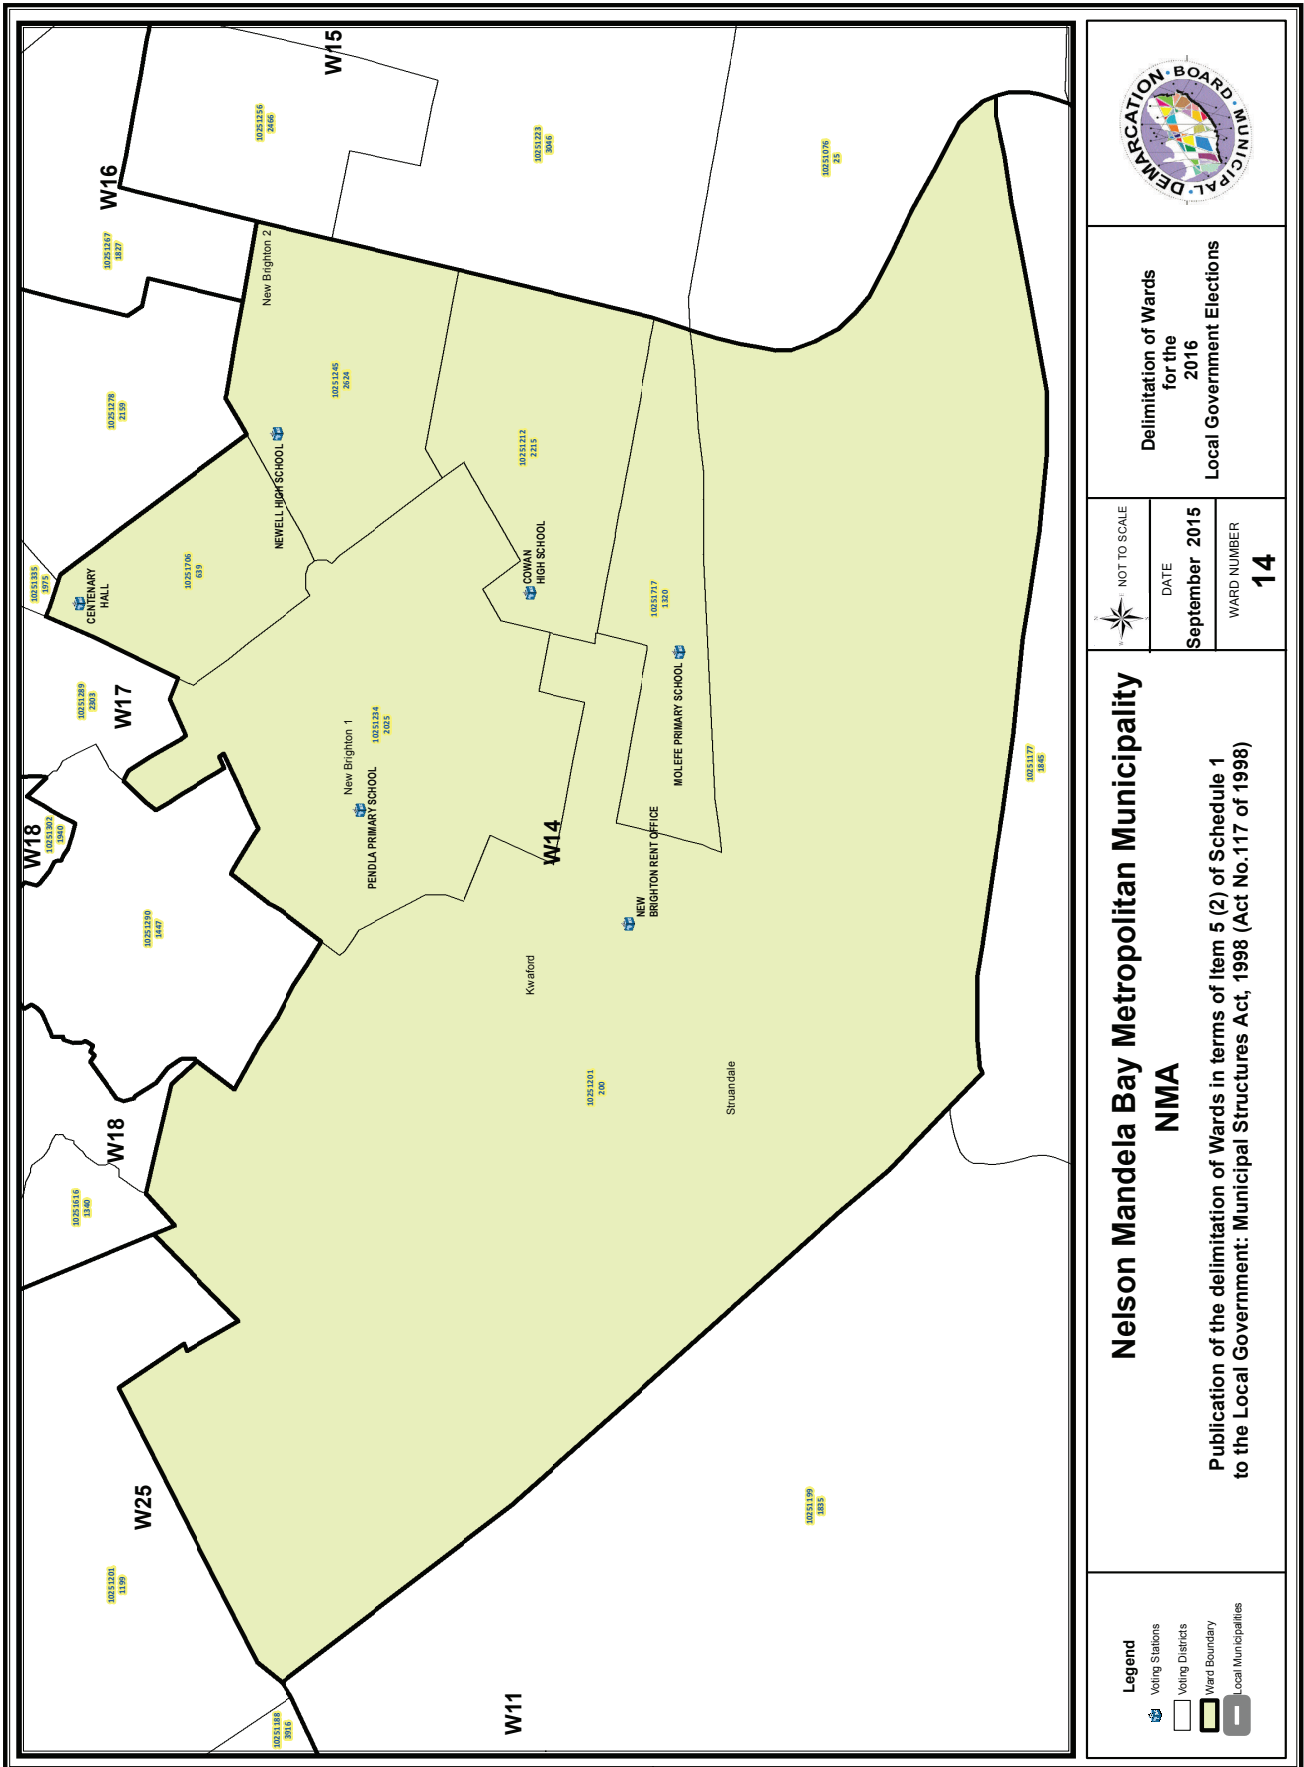 W25
10251201
1199
10251188
3916
W11
10251199
1835
10251616
1340
W18
10251290
1447
W18
10251302
1940
10251289
2303
W17
10251335
1975
CENTENARY
HALL
10251706
639
10251278
2159
10251267
1827
W16
10251256
2466
W15
10251223
3046
10251076
25
New Brighton 2
10251245
2624
NEWELL HIGH SCHOOL
10251212
2215
COWAN
HIGH SCHOOL
New Brighton 1
10251234
2025
PENDLA PRIMARY SCHOOL
10251717
1320
MOLEFE PRIMARY SCHOOL
W14
NEW
BRIGHTON RENT OFFICE
Kwaford
10251201
200
Struandale
10251177
1845
Legend
Voting Stations
Voting Districts
Ward Boundary
Local Municipalities
Nelson Mandela Bay Metropolitan Municipality
NMA
Publication of the delimitation of Wards in terms of Item 5 (2) of Schedule 1
to the Local Government: Municipal Structures Act, 1998 (Act No.117 of 1998)
N
W
E
S
NOT TO SCALE
DATE
September 2015
WARD NUMBER
14
Delimitation of Wards
for the
2016
Local Government Elections
MUNICIPAL • DEMARCATION • BOARD •